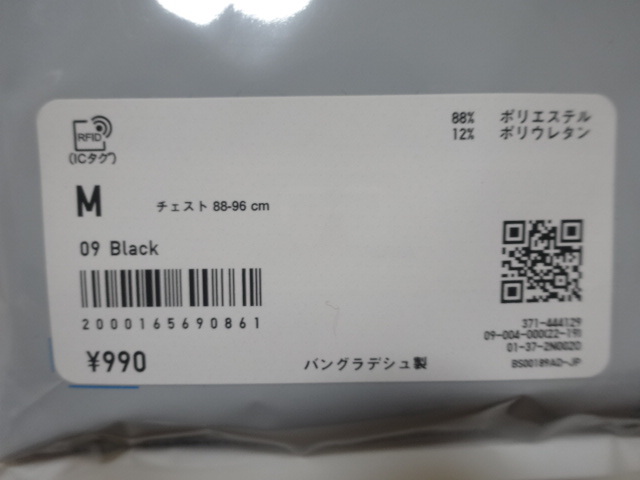 RFID
(ICタグ)
88% ポリエステル
12% ポリウレタン
M チェスト 88-96 cm
09 Black
2000165690861
¥990
バングラデシュ製
371-444129
09-004-000(22-19)
01-37-2N0020
BS00189AO-JP